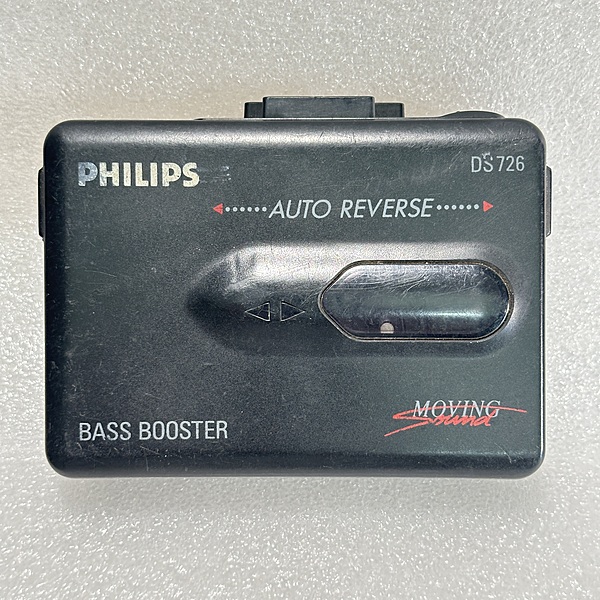 PHILIPS
DS726
AUTO REVERSE
BASS BOOSTER
MOVING
Sound